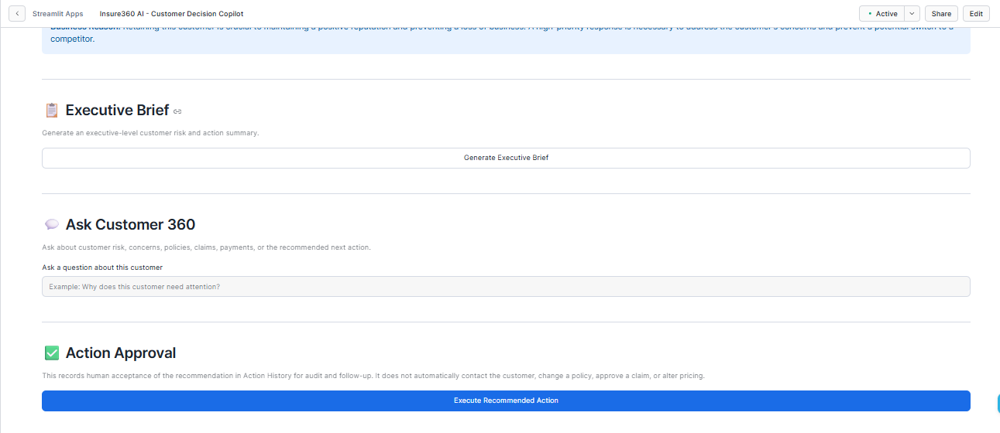 Streamlit Apps
Insure360 AI - Customer Decision Copilot
Active
Share
Edit
Business Reason: Retaining this customer is crucial to maintaining a positive reputation and preventing a loss of business. A high-priority response is necessary to address the customer's concerns and prevent a potential switch to a
competitor.
Executive Brief
Generate an executive-level customer risk and action summary.
Generate Executive Brief
Ask Customer 360
Ask about customer risk, concerns, policies, claims, payments, or the recommended next action.
Ask a question about this customer
Example: Why does this customer need attention?
Action Approval
This records human acceptance of the recommendation in Action History for audit and follow-up. It does not automatically contact the customer, change a policy, approve a claim, or alter pricing.
Execute Recommended Action